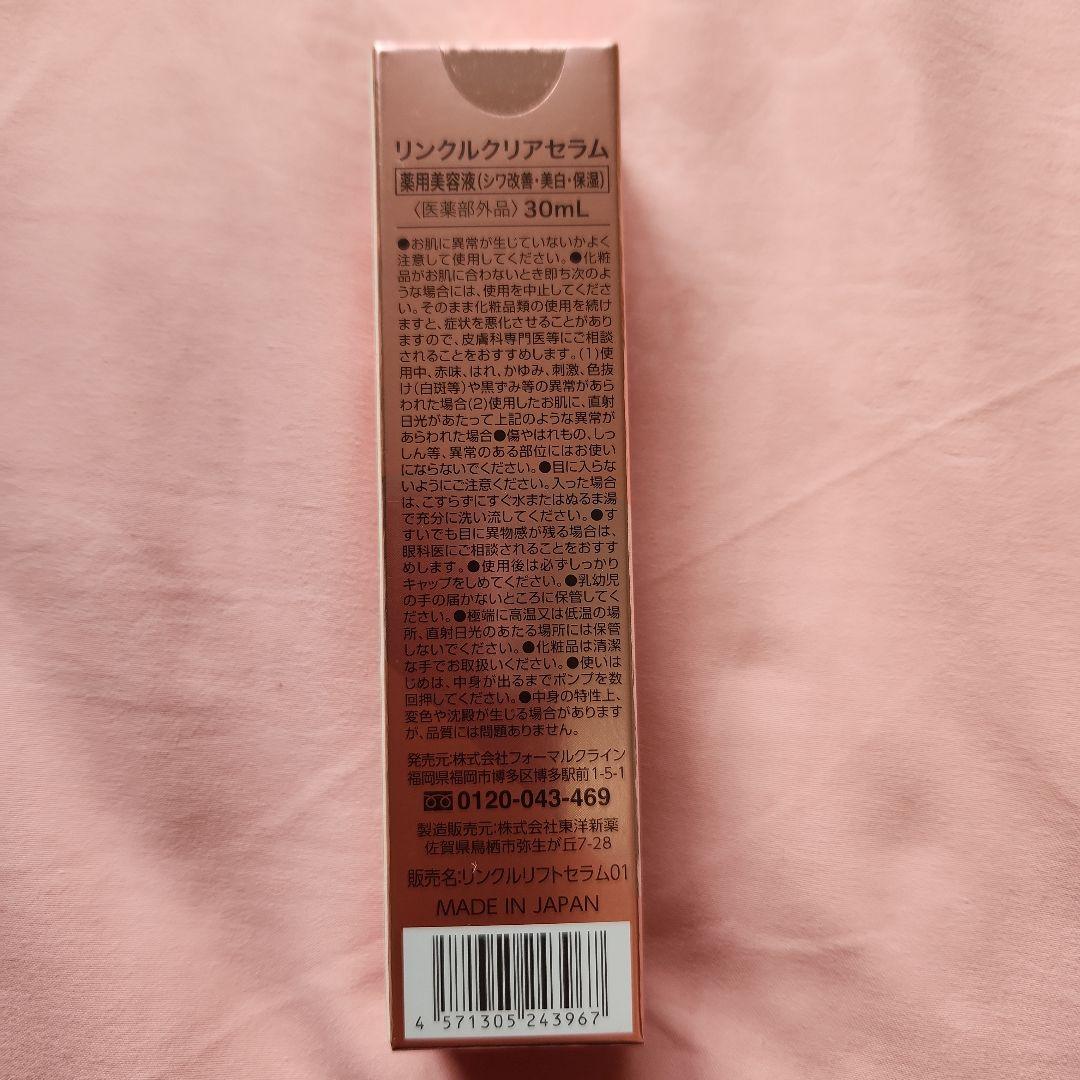 リンクルクリアセラム
薬用美容液(シワ改善・美白・保湿)
〈医薬部外品〉30mL
●お肌に異常が生じていないかよく
注意して使用してください。●化粧
品がお肌に合わないとき即ち次のよ
うな場合には、使用を中止してくださ
い。そのまま化粧品類の使用を続け
ますと、症状を悪化させることがあり
ますので、皮膚科専門医等にご相談
されることをおすすめします。(1)使
用中、赤味、はれ、かゆみ、刺激、色抜
け(白斑等)や黒ずみ等の異常があら
われた場合(2)使用したお肌に、直射
日光があたって上記のような異常が
あらわれた場合●傷やはれもの、しっ
しん等、異常のある部位にはお使い
にならないでください。●目に入らな
いようにご注意ください。入った場合
は、こすらずにすぐ水またはぬるま湯
で充分に洗い流してください。●す
すいでも目に異物感が残る場合は、
眼科医にご相談されることをおすす
めします。●使用後は必ずしっかり
キャップをしめてください。●乳幼児
の手の届かないところに保管してく
ださい。●極端に高温又は低温の場
所、直射日光のあたる場所には保管
しないでください。●化粧品は清潔
な手でお取扱いください。●使いは
じめは、中身が出るまでポンプを数
回押してください。●中身の特性上、
変色や沈殿が生じる場合があります
が、品質には問題ありません。
発売元:株式会社フォーマルクライン
福岡県福岡市博多区博多駅前1-5-1
0120-043-469
製造販売元:株式会社東洋新薬
佐賀県鳥栖市弥生が丘7-28
販売名:リンクルリフトセラム01
MADE IN JAPAN
4 571305 243967